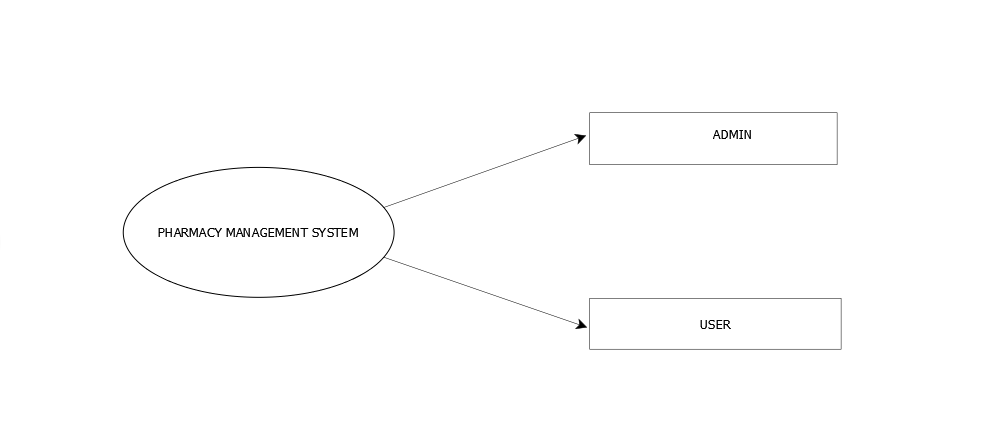 ADMIN
PHARMACY MANAGEMENT SYSTEM
USER